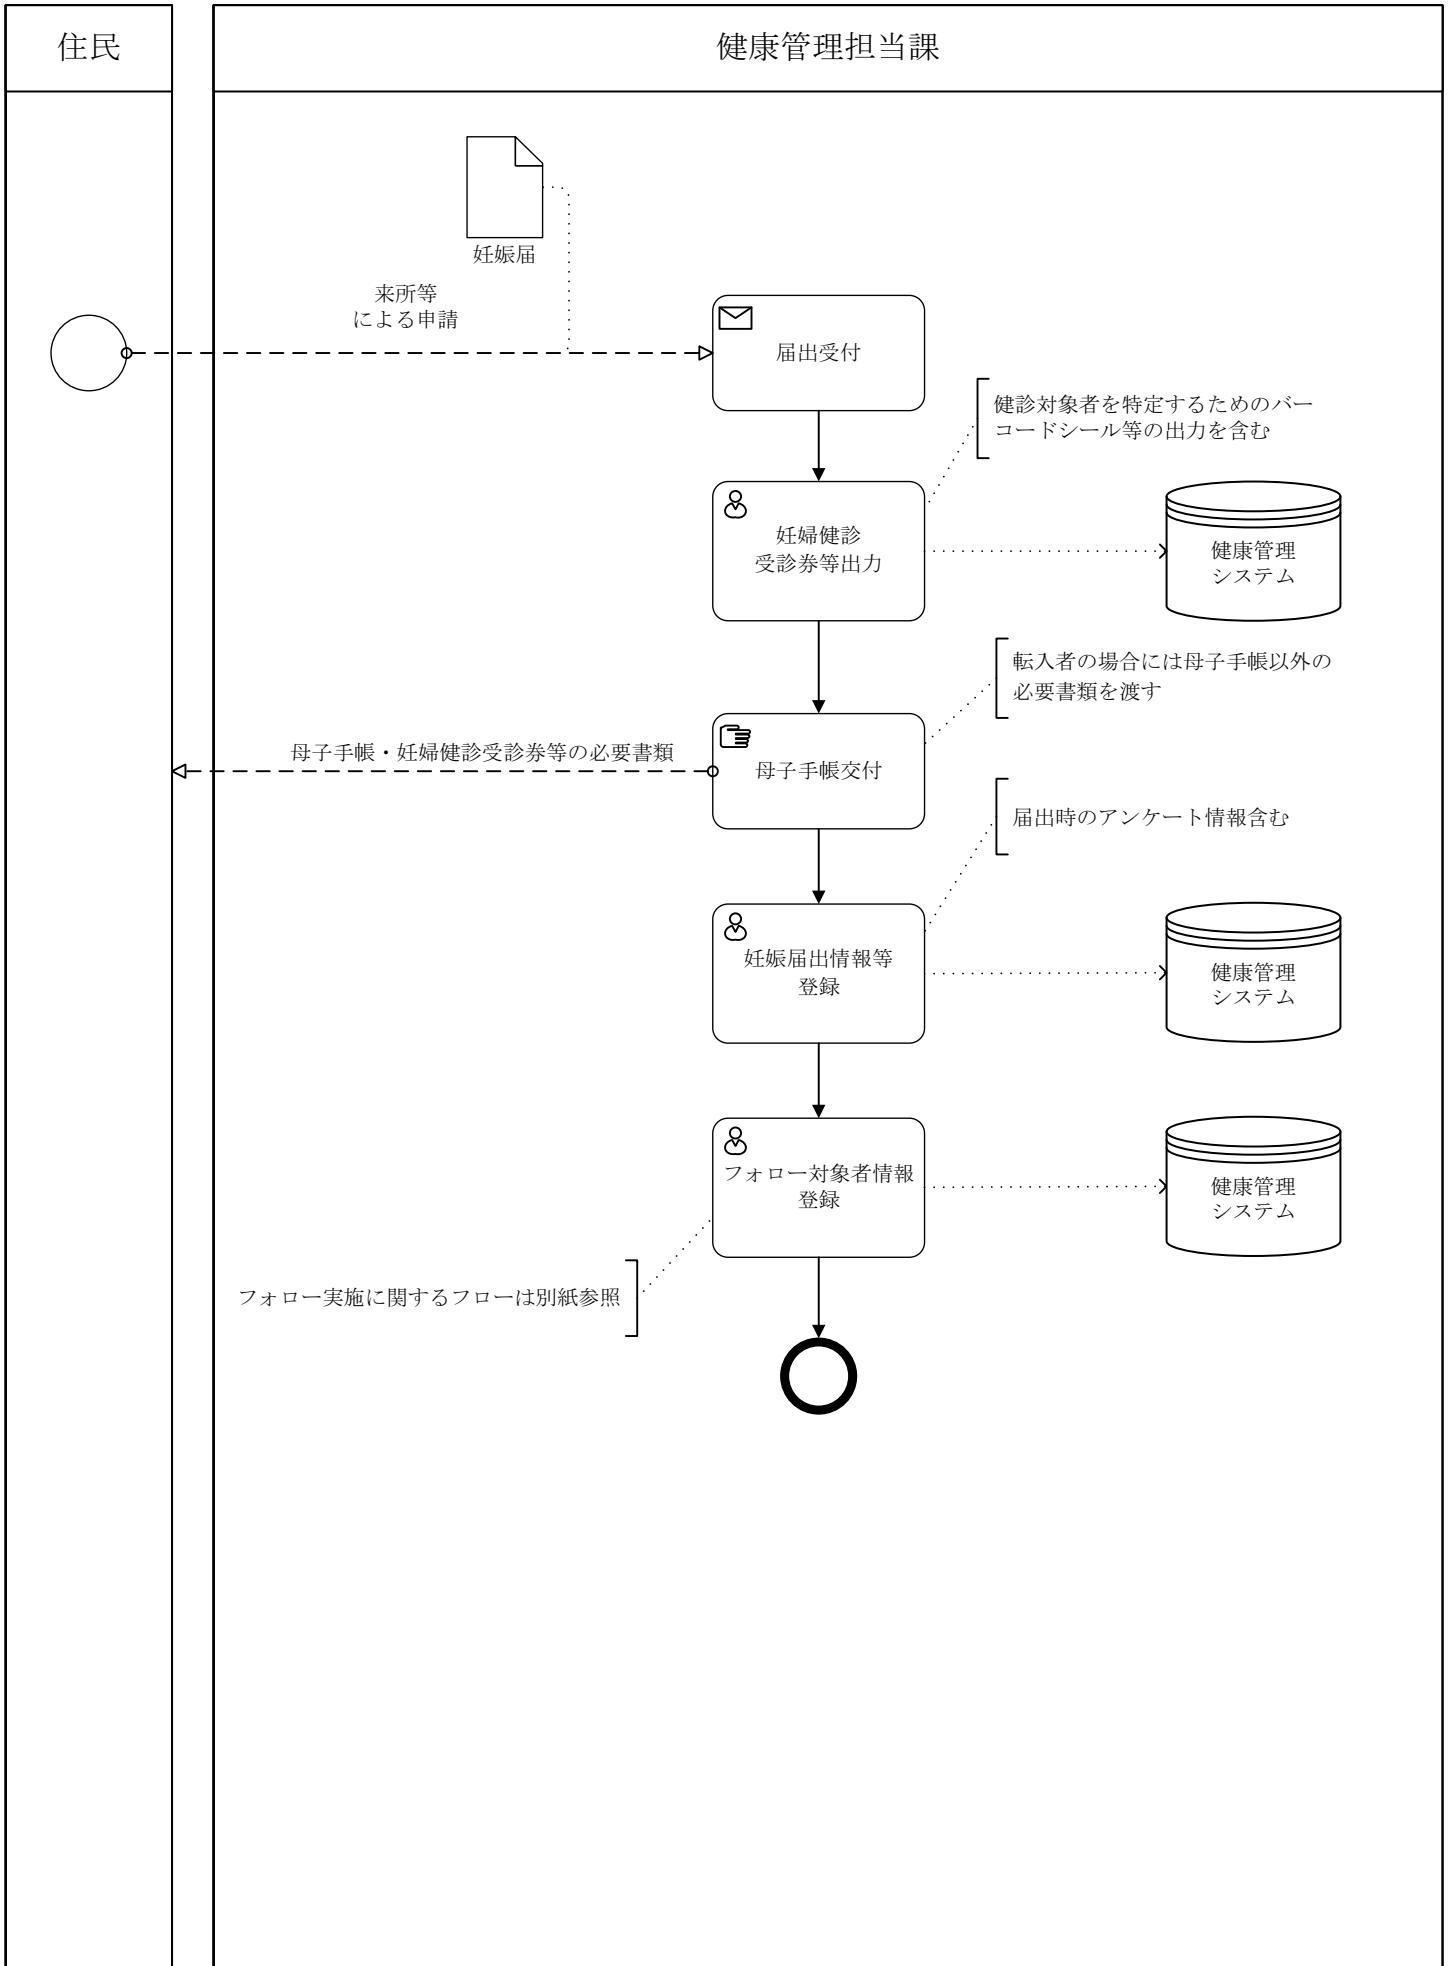 住民
健康管理担当課
妊娠届
来所等
による申請
届出受付
健診対象者を特定するためのバー
コードシール等の出力を含む
妊婦健診
受診券等出力
健康管理
システム
転入者の場合には母子手帳以外の
必要書類を渡す
母子手帳・妊婦健診受診券等の必要書類
母子手帳交付
届出時のアンケート情報含む
妊娠届出情報等
登録
健康管理
システム
フォロー対象者情報
登録
健康管理
システム
フォロー実施に関するフローは別紙参照